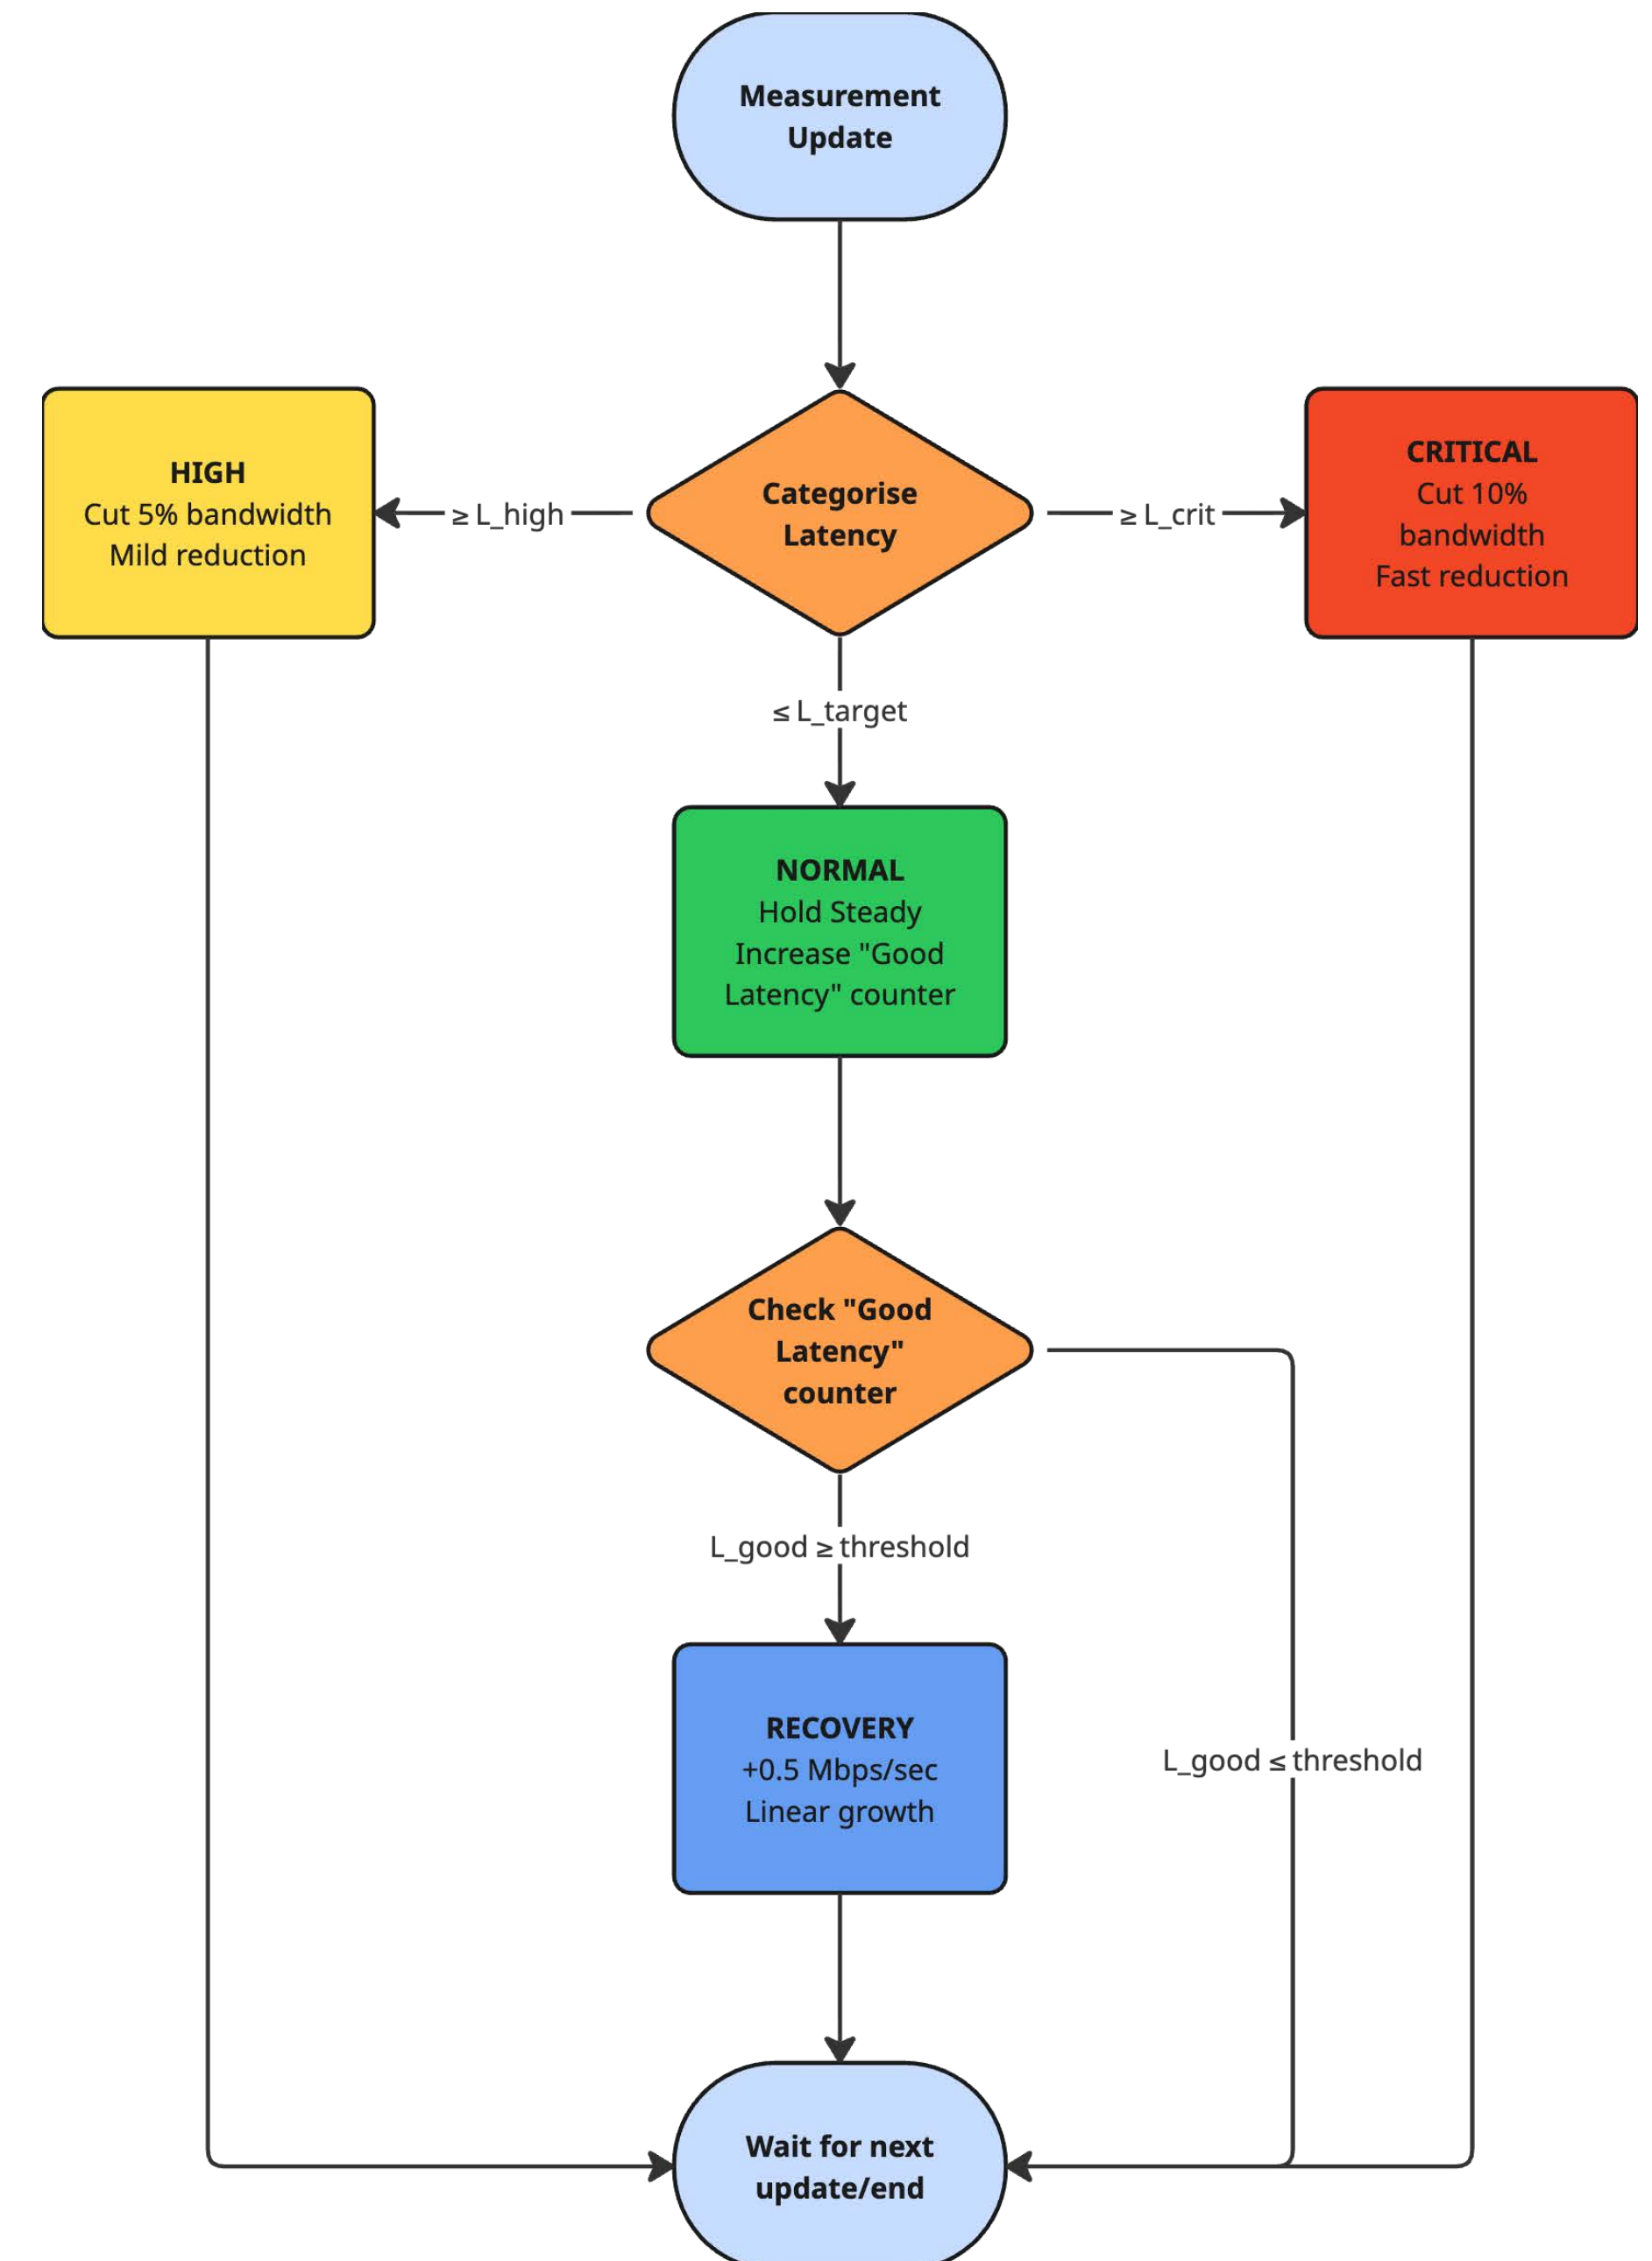 Measurement
Update
HIGH
Cut 5% bandwidth
Mild reduction
≥ L_high
Categorise
Latency
≥ L_crit
CRITICAL
Cut 10%
bandwidth
Fast reduction
≤ L_target
NORMAL
Hold Steady
Increase "Good
Latency" counter
Check "Good
Latency"
counter
L_good ≥ threshold
RECOVERY
+0.5 Mbps/sec
Linear growth
L_good ≤ threshold
Wait for next
update/end